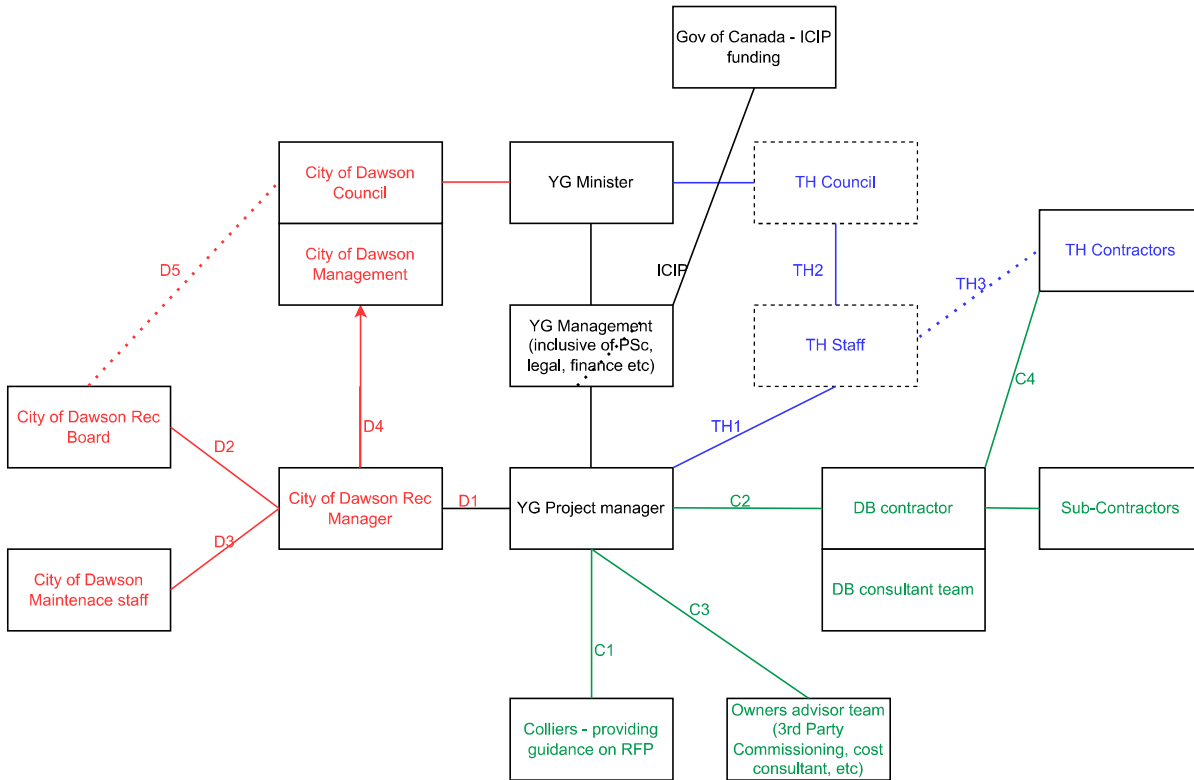 Gov of Canada - ICIP
funding
City of Dawson
Council
YG Minister
TH Council
TH Contractors
City of Dawson
Management
D5
ICIP
TH2
TH3
YG Management
(inclusive of PSc,
legal, finance etc)
TH Staff
C4
City of Dawson Rec
Board
D2
D4
TH1
City of Dawson Rec
Manager
D1
YG Project manager
C2
DB contractor
Sub-Contractors
D3
City of Dawson
Maintenace staff
DB consultant team
C3
C1
Colliers - providing
guidance on RFP
Owners advisor team
(3rd Party
Commissioning, cost
consultant, etc)